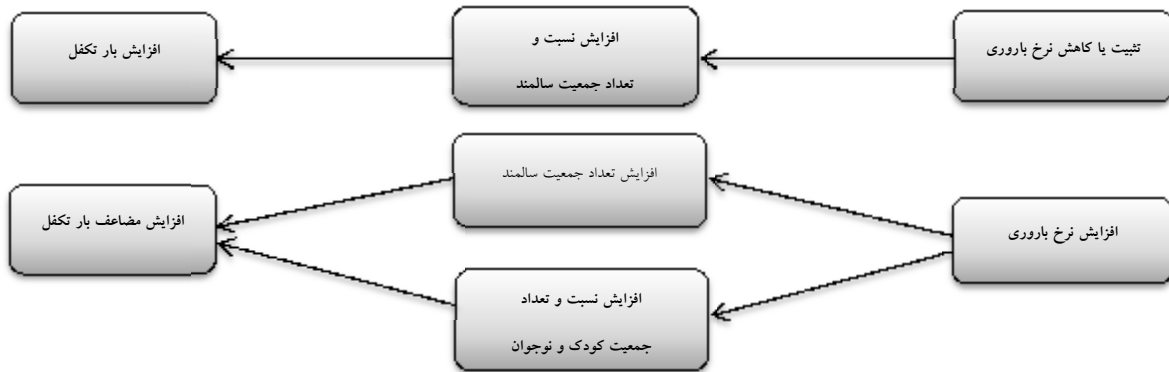 تثبیت یا کاهش نرخ باروری
افزایش نسبت و
تعداد جمعیت سالمند
افزایش بار تکفل
افزایش نرخ باروری
افزایش تعداد جمعیت سالمند
افزایش نسبت و تعداد
جمعیت کودک و نوجوان
افزایش مضاعف بار تکفل